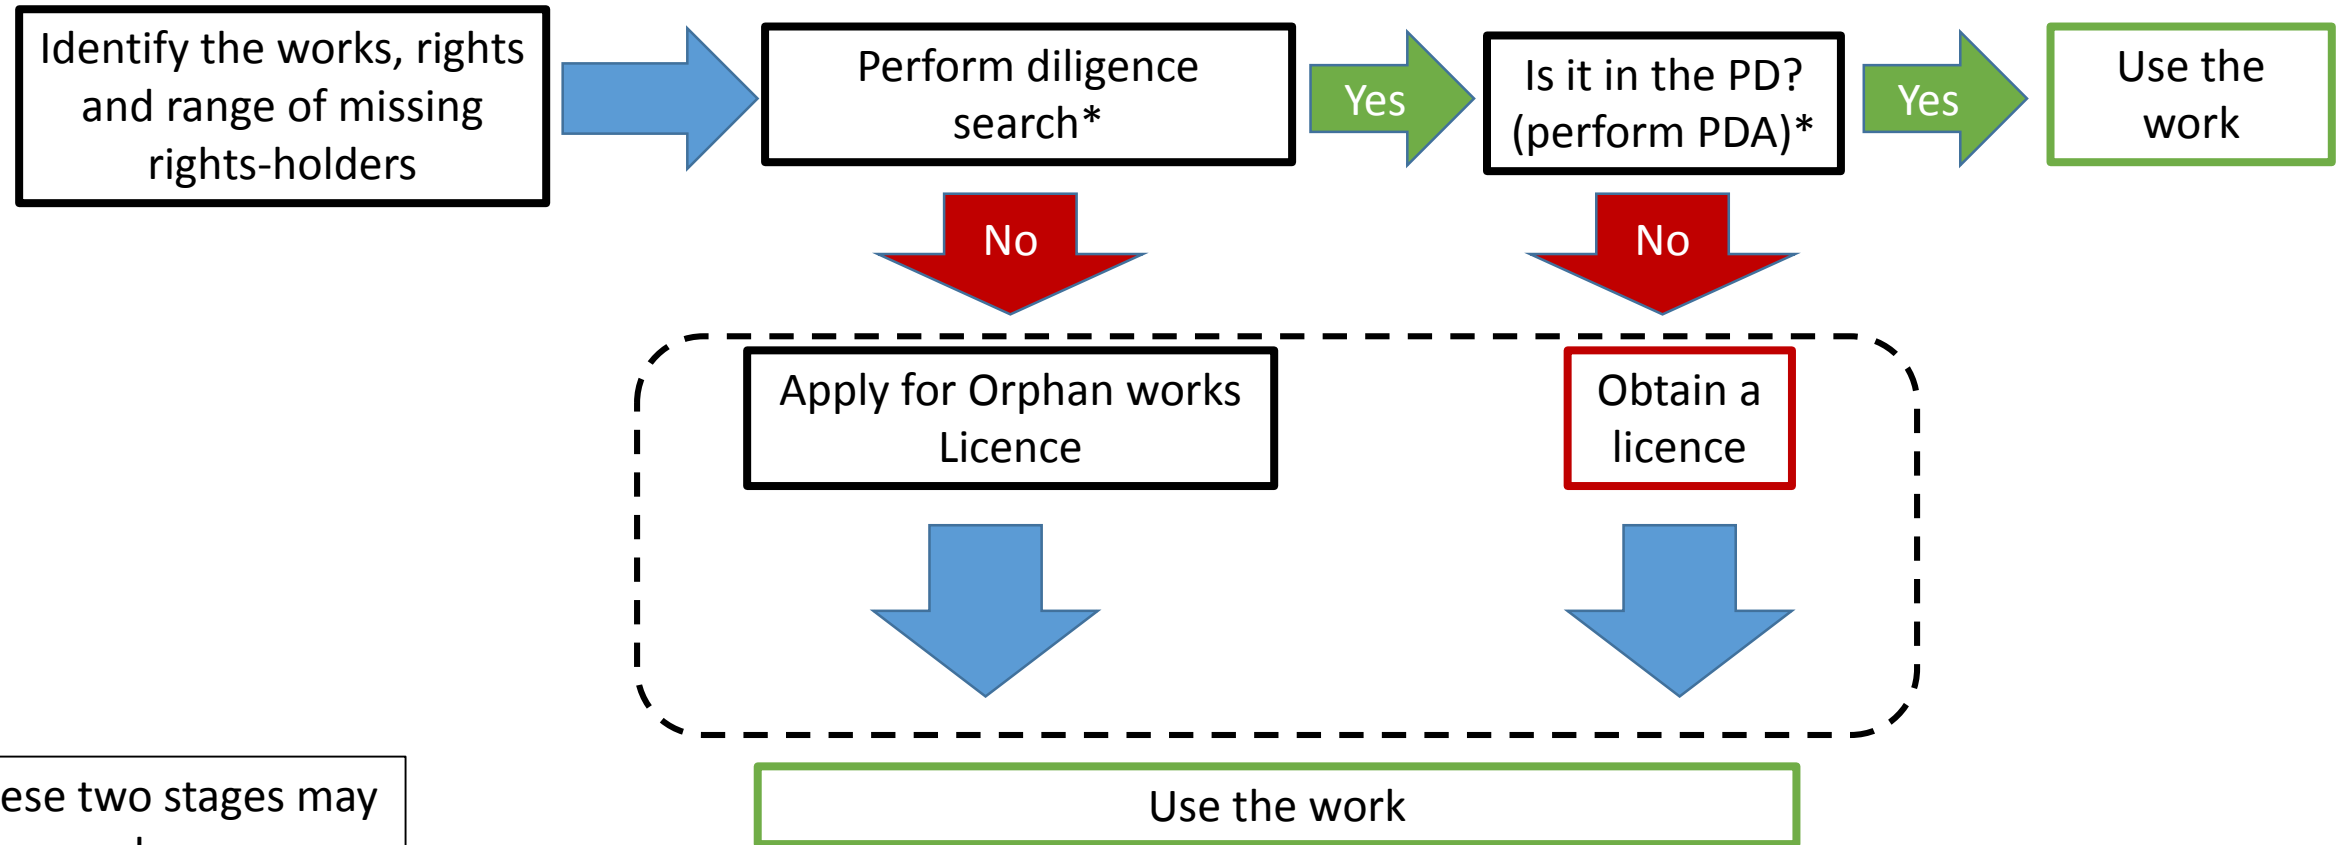 Identify the works, rights
and range of missing
rights-holders
Perform diligence
search*
Yes
Is it in the PD?
(perform PDA)*
Yes
Use the
work
No
No
Apply for Orphan works
Licence
Obtain a
licence
two stages may
Use the work